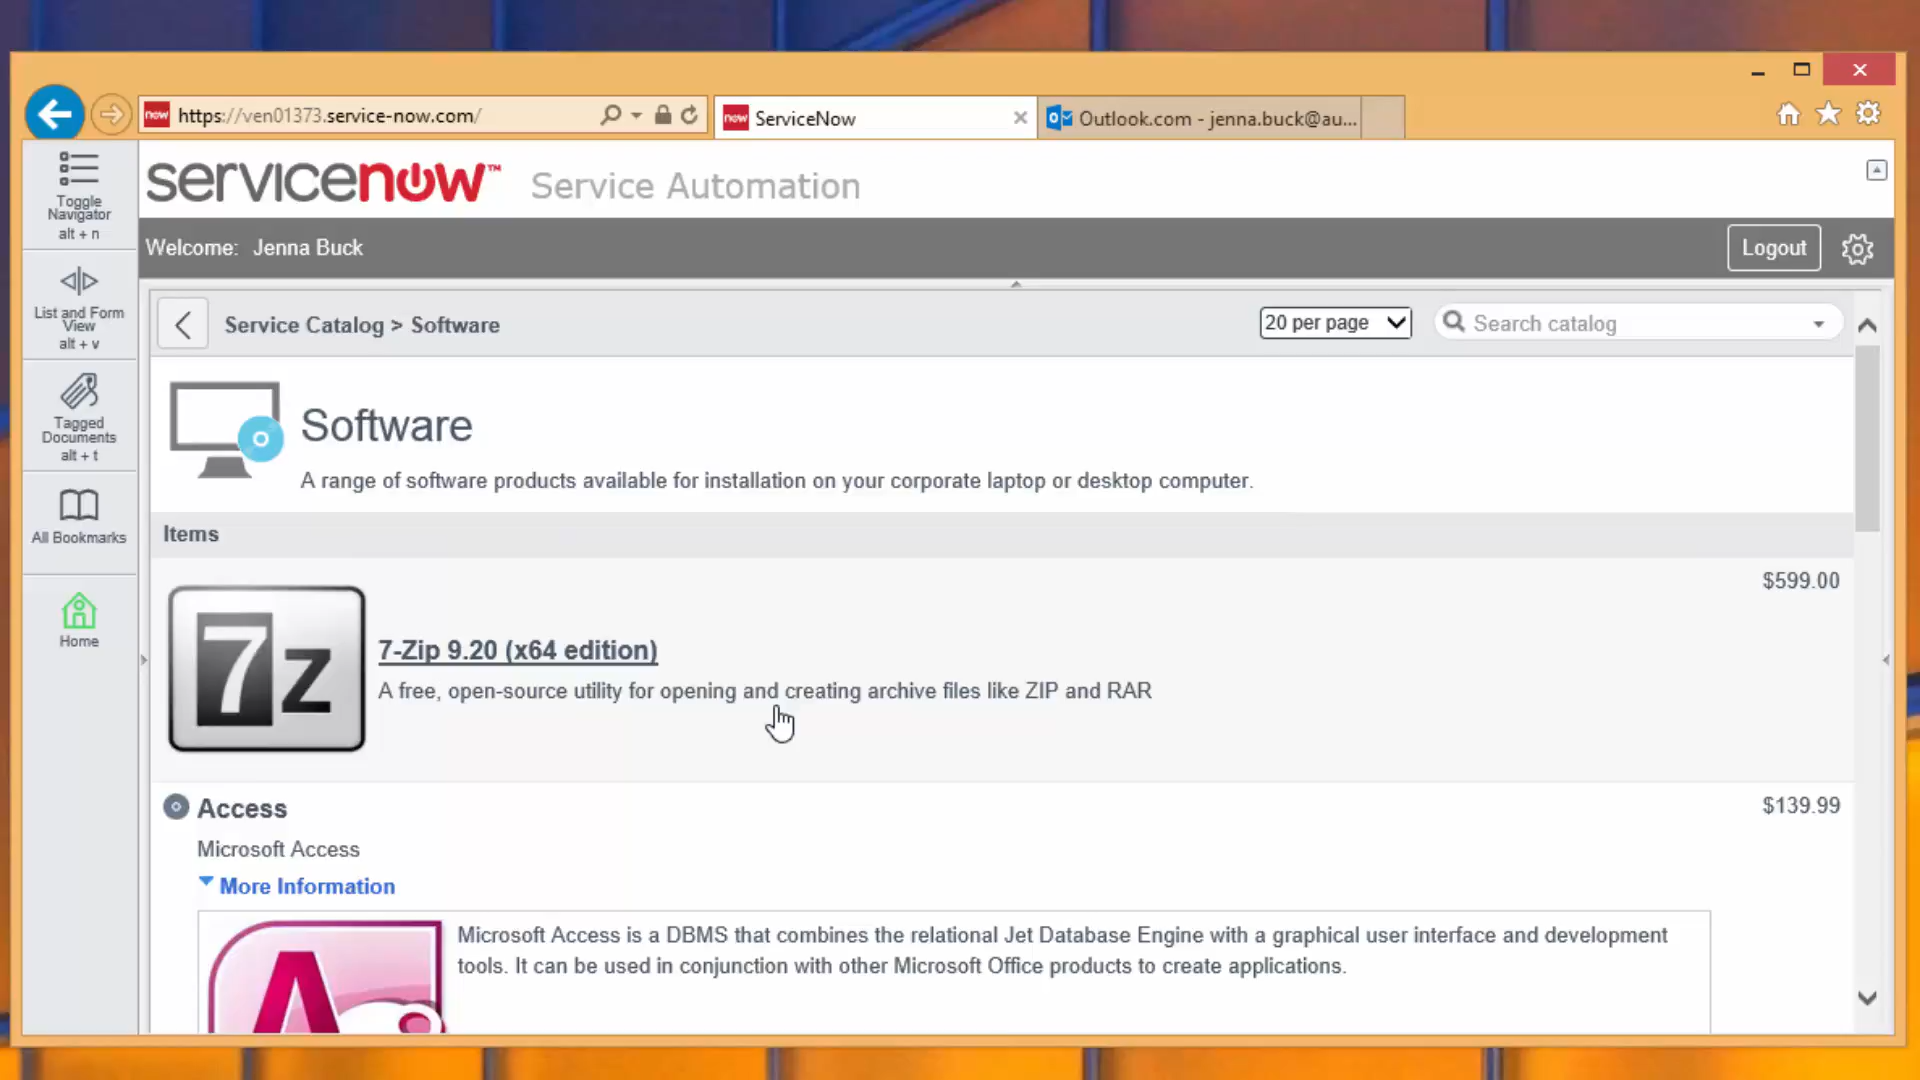 now https://ven01373.service-now.com/
now ServiceNow
Outlook.com - jenna.buck@au...
Toggle
Navigator
alt + n
List and Form
View
alt + v
Tagged
Documents
alt + t
All Bookmarks
Home
servicenow™ Service Automation
Welcome: Jenna Buck
Logout
Service Catalog > Software
20 per page
Search catalog
Software
A range of software products available for installation on your corporate laptop or desktop computer.
Items
7z
$599.00
7-Zip 9.20 (x64 edition)
A free, open-source utility for opening and creating archive files like ZIP and RAR
Access
$139.99
Microsoft Access
More Information
A
Microsoft Access is a DBMS that combines the relational Jet Database Engine with a graphical user interface and development
tools. It can be used in conjunction with other Microsoft Office products to create applications.